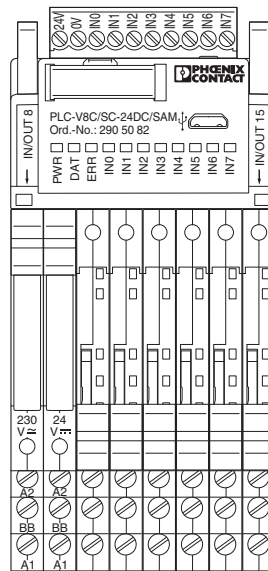 24V 0V IN0 IN1 IN2 IN3 IN4 IN5 IN6 IN7
PHŒNIX
CONTACT
IN/OUT 8
PLC-V8C/SC-24DC/SAM
Ord.-No.: 290 50 82
IN/OUT 15
PWR DAT ERR IN0 IN1 IN2 IN3 IN4 IN5 IN6 IN7
230 24
V V
A2 A2
BB BB
A1 A1